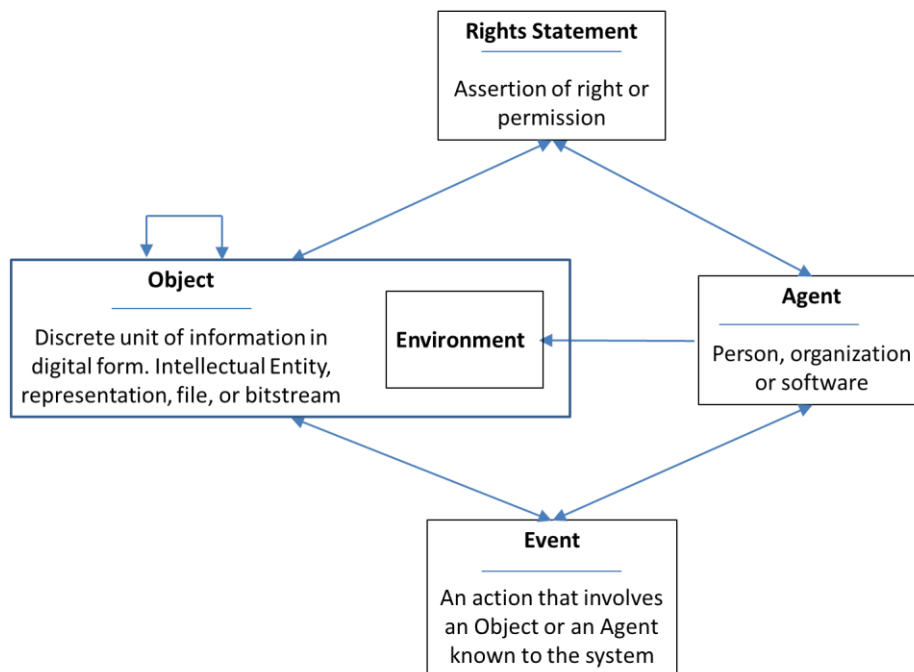 Rights Statement
Assertion of right or
permission
Object
Discrete unit of information in
digital form. Intellectual Entity,
representation, file, or bitstream
Environment
Agent
Person, organization
or software
Event
An action that involves
an Object or an Agent
known to the system